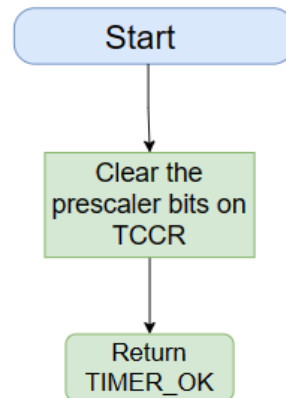 Start
Clear the
prescaler bits on
TCCR
Return
TIMER_OK